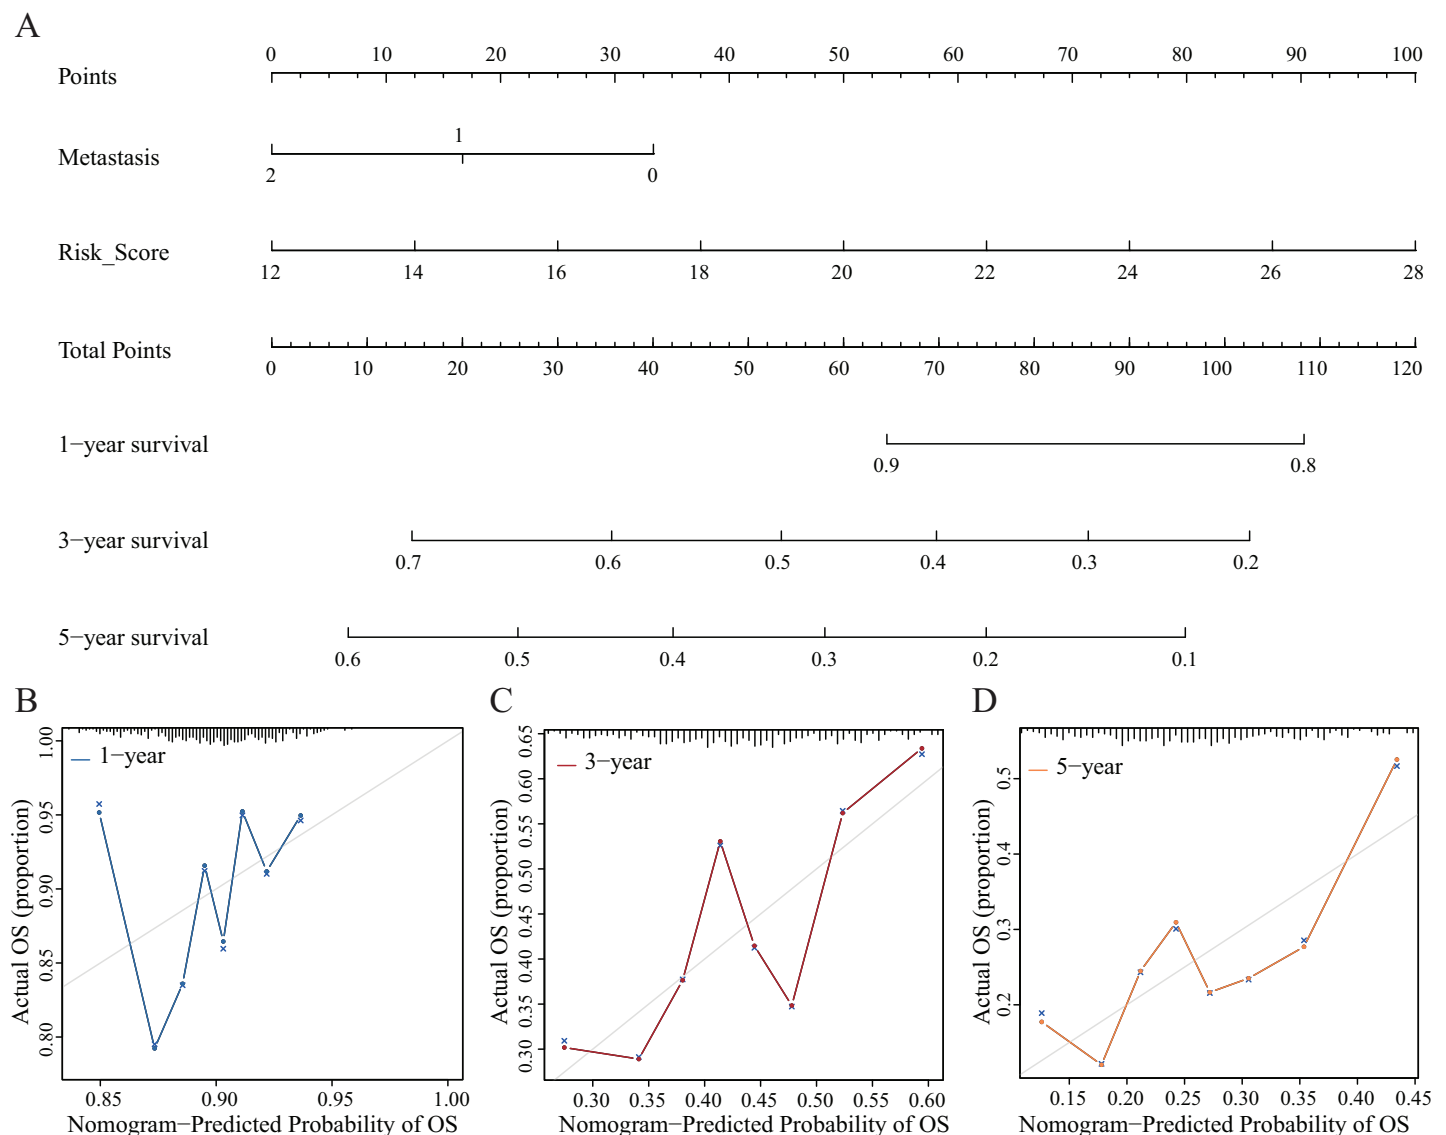 A
0 10 20 30 40 50 60 70 80 90 100
Points
1
Metastasis
2 0
Risk_Score
12 14 16 18 20 22 24 26 28
Total Points
0 10 20 30 40 50 60 70 80 90 100 110 120
1−year survival
0.9 0.8
3−year survival
0.7 0.6 0.5 0.4 0.3 0.2
5−year survival
0.6 0.5 0.4 0.3 0.2 0.1
B
1−year
Actual OS (proportion)
1.00
0.95
0.90
0.85
0.80
0.85 0.90 0.95 1.00
Nomogram−Predicted Probability of OS
C
3−year
Actual OS (proportion)
0.65
0.60
0.55
0.50
0.45
0.40
0.35
0.30
0.30 0.35 0.40 0.45 0.50 0.55 0.60
Nomogram−Predicted Probability of OS
D
5−year
Actual OS (proportion)
0.5
0.4
0.3
0.2
0.15 0.20 0.25 0.30 0.35 0.40 0.45
Nomogram−Predicted Probability of OS